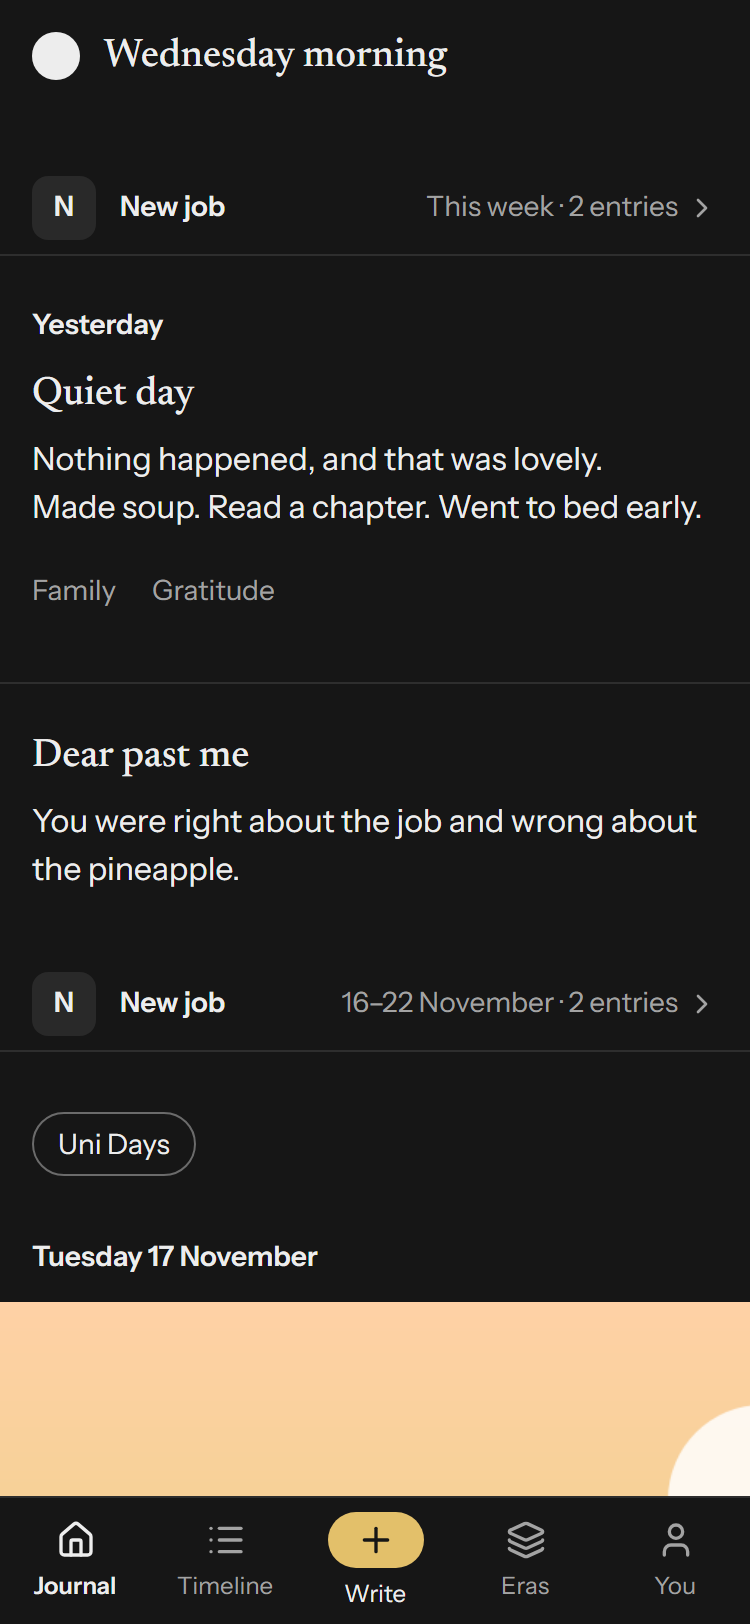 Wednesday morning
N New job This week · 2 entries
Yesterday
Quiet day
Nothing happened, and that was lovely.
Made soup. Read a chapter. Went to bed early.
Family Gratitude
Dear past me
You were right about the job and wrong about
the pineapple.
N New job 16–22 November · 2 entries
Uni Days
Tuesday 17 November
Journal Timeline Write Eras You